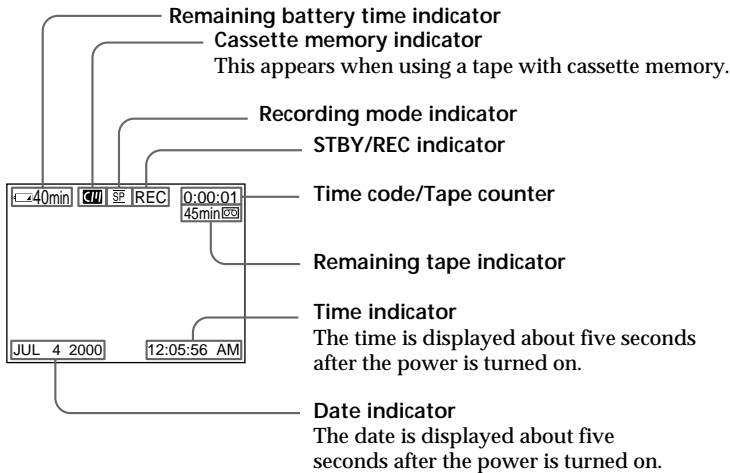 Remaining battery time indicator
Cassette memory indicator
This appears when using a tape with cassette memory.
Recording mode indicator
STBY/REC indicator
40min SP REC 0:00:01
Time code/Tape counter
45min
Remaining tape indicator
Time indicator
The time is displayed about five seconds
after the power is turned on.
JUL 4 2000 12:05:56 AM
Date indicator
The date is displayed about five
seconds after the power is turned on.